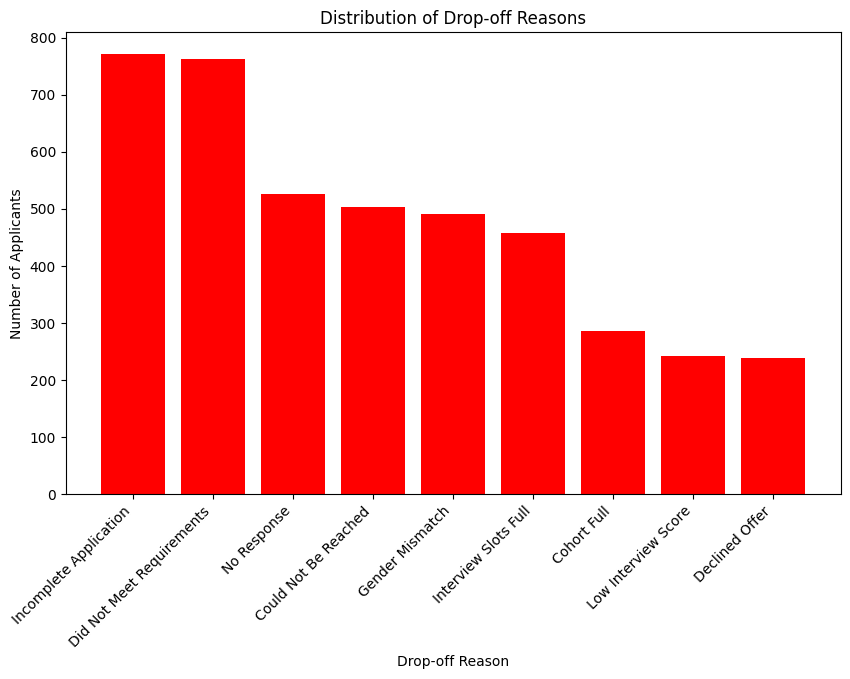 Distribution of Drop-off Reasons
Number of Applicants
800
700
600
500
400
300
200
100
0
Incomplete Application
Did Not Meet Requirements
No Response
Could Not Be Reached
Gender Mismatch
Interview Slots Full
Cohort Full
Low Interview Score
Declined Offer
Drop-off Reason